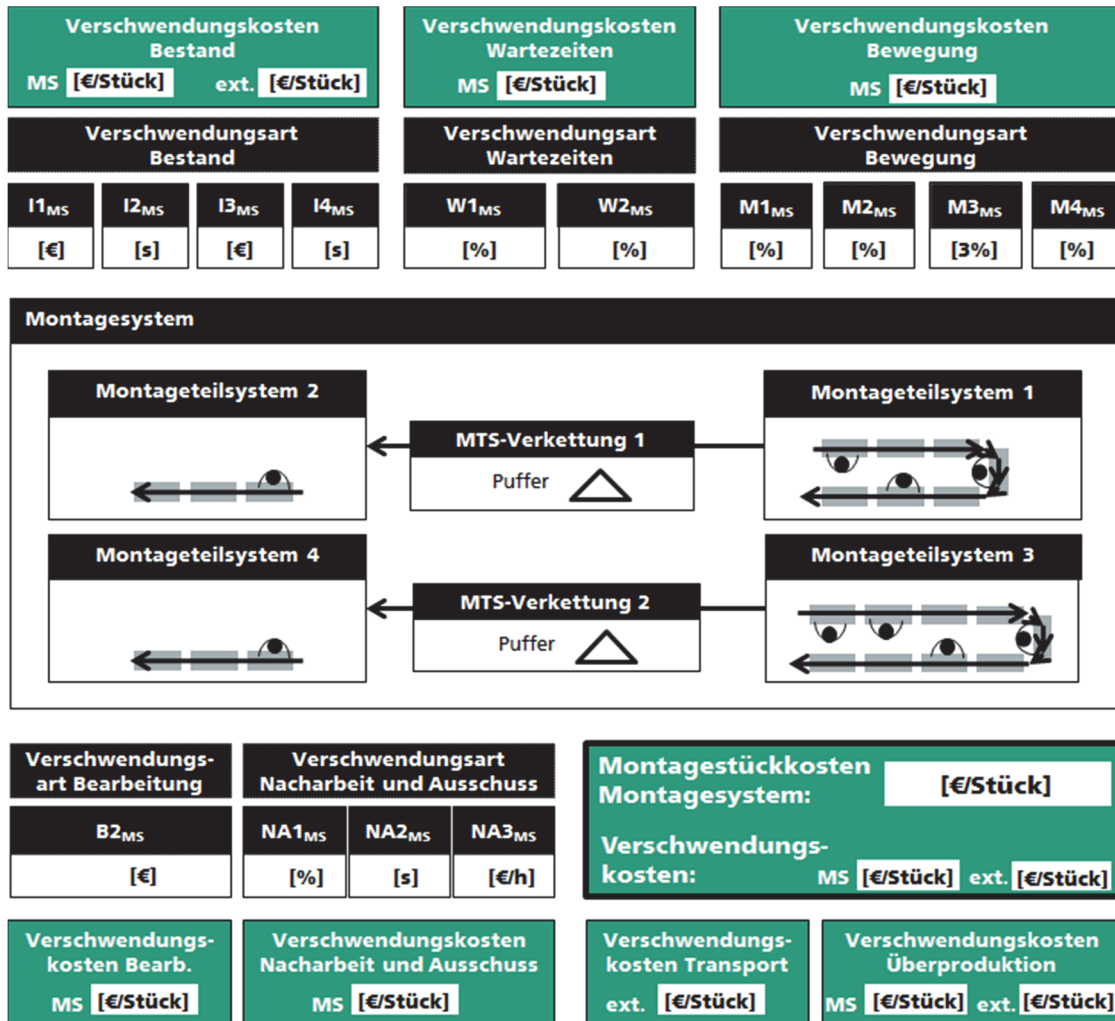 Verschwendungskosten
Bestand
MS [€/Stück] ext. [€/Stück]
Verschwendungskosten
Wartezeiten
MS [€/Stück]
Verschwendungskosten
Bewegung
MS [€/Stück]
Verschwendungsart
Bestand
Verschwendungsart
Wartezeiten
Verschwendungsart
Bewegung
I1MS I2MS I3MS I4MS
[€] [s] [€] [s]
W1MS W2MS
[%] [%]
M1MS M2MS M3MS M4MS
[%] [%] [3%] [%]
Montagesystem
Montageteilsystem 2
MTS-Verkettung 1
Puffer
Montageteilsystem 1
Montageteilsystem 4
MTS-Verkettung 2
Puffer
Montageteilsystem 3
Verschwendungs-
art Bearbeitung
B2MS
[€]
Verschwendungsart
Nacharbeit und Ausschuss
NA1MS NA2MS NA3MS
[%] [s] [€/h]
Montagestückkosten
Montagesystem: [€/Stück]
Verschwendungs-
kosten: MS [€/Stück] ext. [€/Stück]
Verschwendungs-
kosten Bearb.
MS [€/Stück]
Verschwendungskosten
Nacharbeit und Ausschuss
MS [€/Stück]
Verschwendungs-
kosten Transport
ext. [€/Stück]
Verschwendungskosten
Überproduktion
MS [€/Stück] ext. [€/Stück]